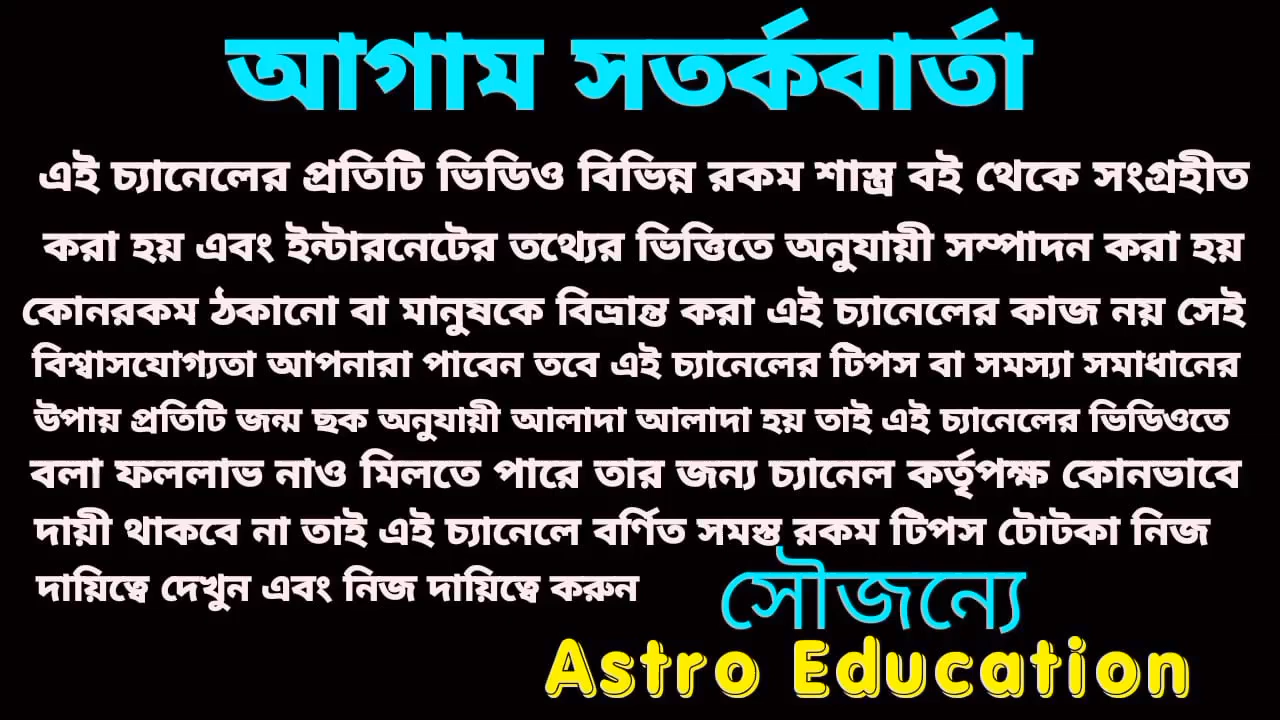 আগাম সতর্কবার্তা
এই চ্যানেলের প্রতিটি ভিডিও বিভিন্ন রকম শাস্ত্র বই থেকে সংগ্রহীত
করা হয় এবং ইন্টারনেটের তথ্যের ভিত্তিতে অনুযায়ী সম্পাদন করা হয়
কোনরকম ঠকানো বা মানুষকে বিভ্রান্ত করা এই চ্যানেলের কাজ নয় সেই
বিশ্বাসযোগ্যতা আপনারা পাবেন তবে এই চ্যানেলের টিপস বা সমস্যা সমাধানের
উপায় প্রতিটি জন্ম ছক অনুযায়ী আলাদা আলাদা হয় তাই এই চ্যানেলের ভিডিওতে
বলা ফললাভ নাও মিলতে পারে তার জন্য চ্যানেল কর্তৃপক্ষ কোনভাবে
দায়ী থাকবে না তাই এই চ্যানেলে বর্ণিত সমস্ত রকম টিপস টোটকা নিজ
দায়িত্বে দেখুন এবং নিজ দায়িত্বে করুন
সৌজন্যে
Astro Education